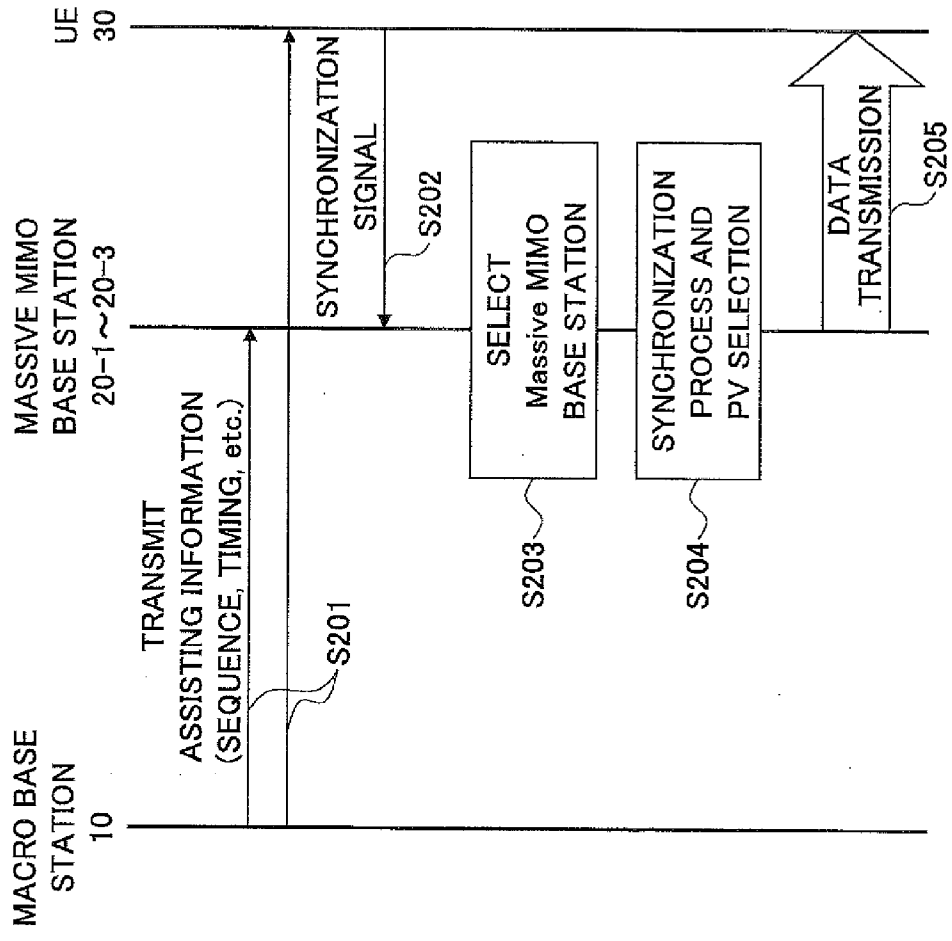 MACRO BASE
STATION
10
MASSIVE MIMO
BASE STATION
20-1～20-3
UE
30
TRANSMIT
ASSISTING INFORMATION
(SEQUENCE, TIMING, etc.)
S201
SYNCHRONIZATION
SIGNAL
S202
SELECT
Massive MIMO
BASE STATION
S203
SYNCHRONIZATION
PROCESS AND
PV SELECTION
S204
DATA
TRANSMISSION
S205